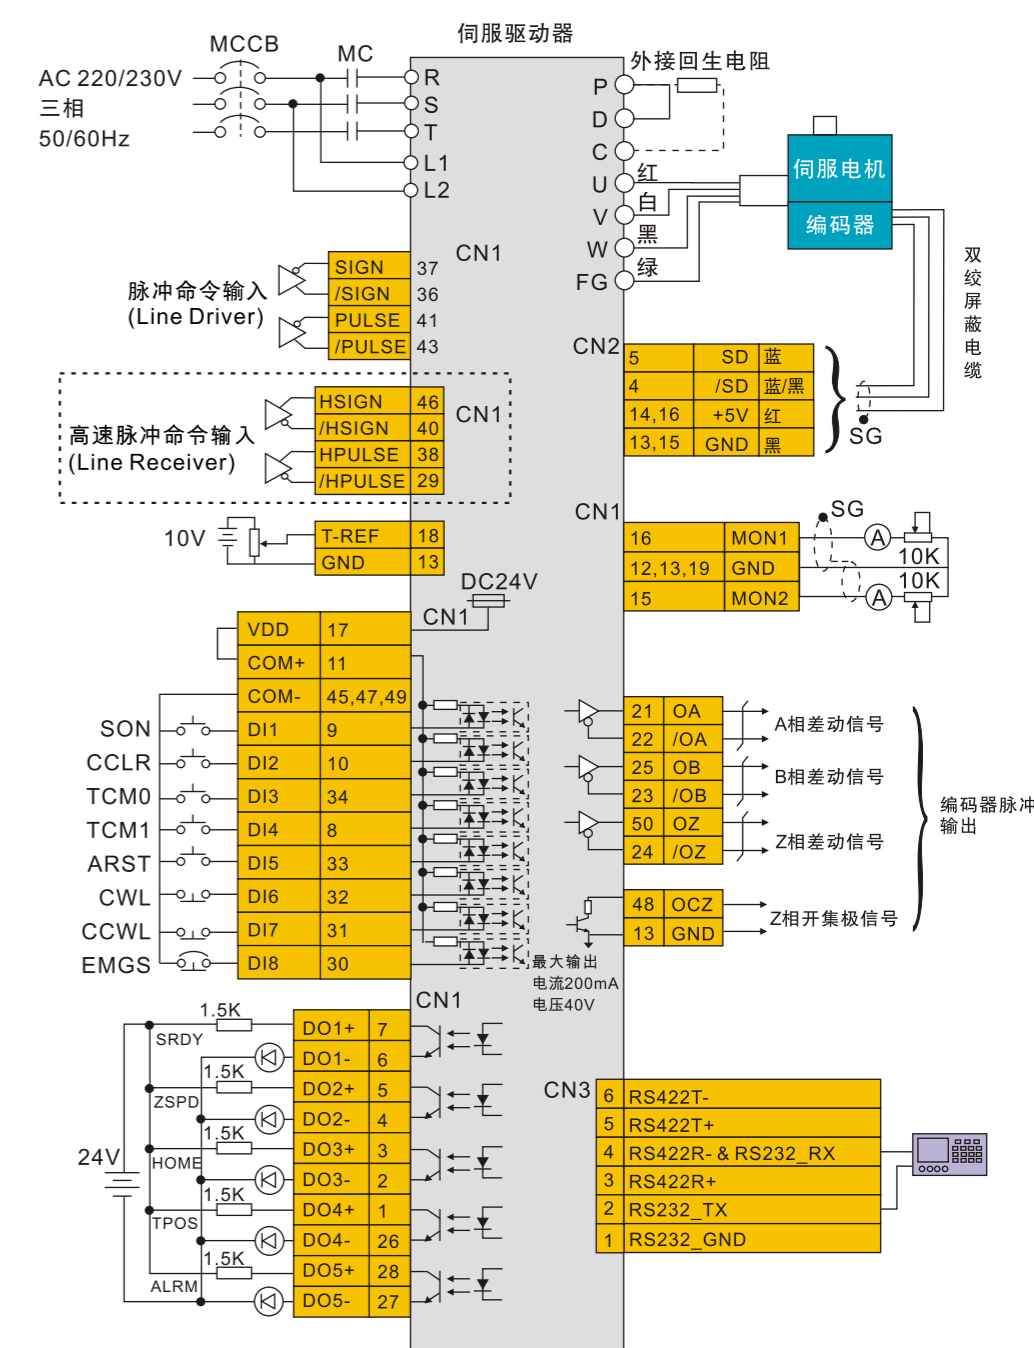 伺服驱动器
MCCB
MC
AC 220/230V
三相
50/60Hz
R
S
T
L1
L2
外接回生电阻
P
D
C
U 红
V 白
W 黑
FG 绿
伺服电机
编码器
双绞屏蔽电缆
CN1
脉冲命令输入
(Line Driver)
SIGN 37
/SIGN 36
PULSE 41
/PULSE 43
CN1
高速脉冲命令输入
(Line Receiver)
HSIGN 46
/HSIGN 40
HPULSE 38
/HPULSE 29
10V
T-REF 18
GND 13
DC24V
CN1
VDD 17
COM+ 11
COM- 45,47,49
SON DI1 9
CCLR DI2 10
TCM0 DI3 34
TCM1 DI4 8
ARST DI5 33
CWL DI6 32
CCWL DI7 31
EMGS DI8 30
CN1
24V
1.5K
SRDY
DO1+ 7
DO1- 6
1.5K
ZSPD
DO2+ 5
DO2- 4
1.5K
HOME
DO3+ 3
DO3- 2
1.5K
TPOS
DO4+ 1
DO4- 26
1.5K
ALRM
DO5+ 28
DO5- 27
CN2
5 SD 蓝
4 /SD 蓝/黑
14,16 +5V 红
13,15 GND 黑
SG
CN1
16 MON1
12,13,19 GND
15 MON2
SG
A
10K
10K
A
21 OA
22 /OA
A相差动信号
25 OB
23 /OB
B相差动信号
50 OZ
24 /OZ
Z相差动信号
48 OCZ
13 GND
Z相开集极信号
编码器脉冲
输出
最大输出
电流200mA
电压40V
CN3
6 RS422T-
5 RS422T+
4 RS422R- & RS232_RX
3 RS422R+
2 RS232_TX
1 RS232_GND